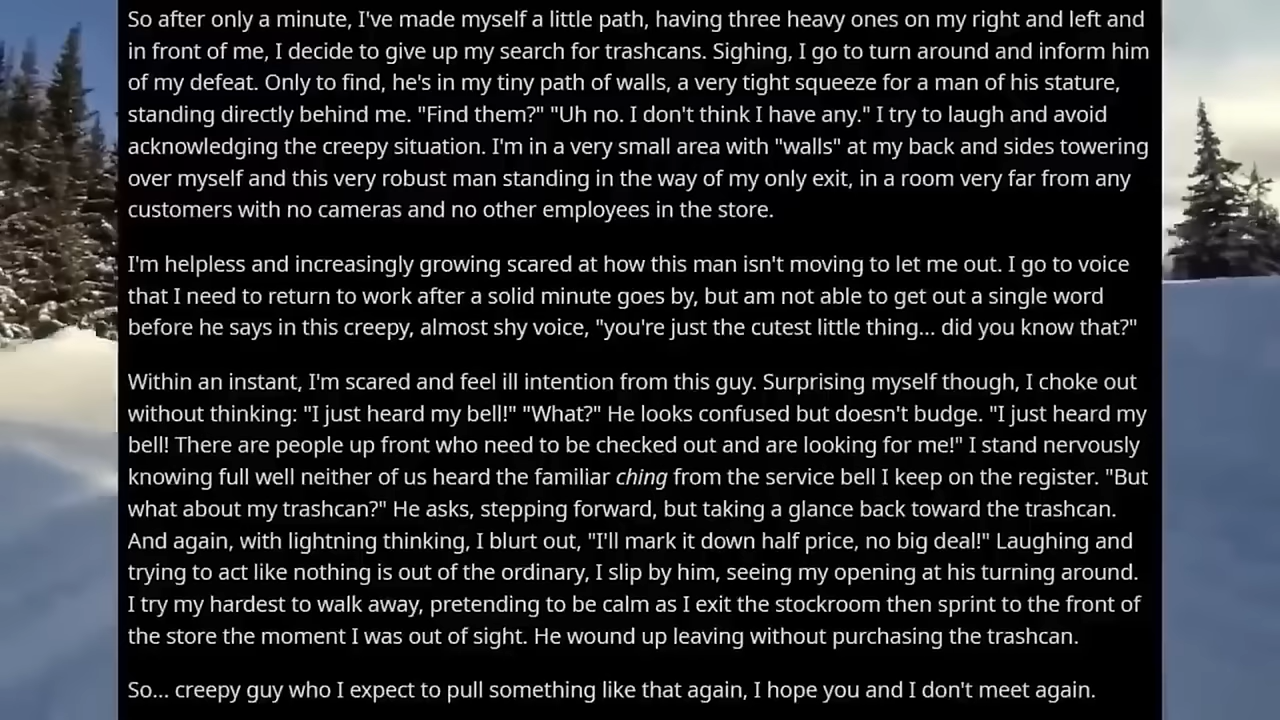 So after only a minute, I've made myself a little path, having three heavy ones on my right and left and
in front of me, I decide to give up my search for trashcans. Sighing, I go to turn around and inform him
of my defeat. Only to find, he's in my tiny path of walls, a very tight squeeze for a man of his stature,
standing directly behind me. "Find them?" "Uh no. I don't think I have any." I try to laugh and avoid
acknowledging the creepy situation. I'm in a very small area with "walls" at my back and sides towering
over myself and this very robust man standing in the way of my only exit, in a room very far from any
customers with no cameras and no other employees in the store.
I'm helpless and increasingly growing scared at how this man isn't moving to let me out. I go to voice
that I need to return to work after a solid minute goes by, but am not able to get out a single word
before he says in this creepy, almost shy voice, "you're just the cutest little thing... did you know that?"
Within an instant, I'm scared and feel ill intention from this guy. Surprising myself though, I choke out
without thinking: "I just heard my bell!" "What?" He looks confused but doesn't budge. "I just heard my
bell! There are people up front who need to be checked out and are looking for me!" I stand nervously
knowing full well neither of us heard the familiar ching from the service bell I keep on the register. "But
what about my trashcan?" He asks, stepping forward, but taking a glance back toward the trashcan.
And again, with lightning thinking, I blurt out, "I'll mark it down half price, no big deal!" Laughing and
trying to act like nothing is out of the ordinary, I slip by him, seeing my opening at his turning around.
I try my hardest to walk away, pretending to be calm as I exit the stockroom then sprint to the front of
the store the moment I was out of sight. He wound up leaving without purchasing the trashcan.
So... creepy guy who I expect to pull something like that again, I hope you and I don't meet again.